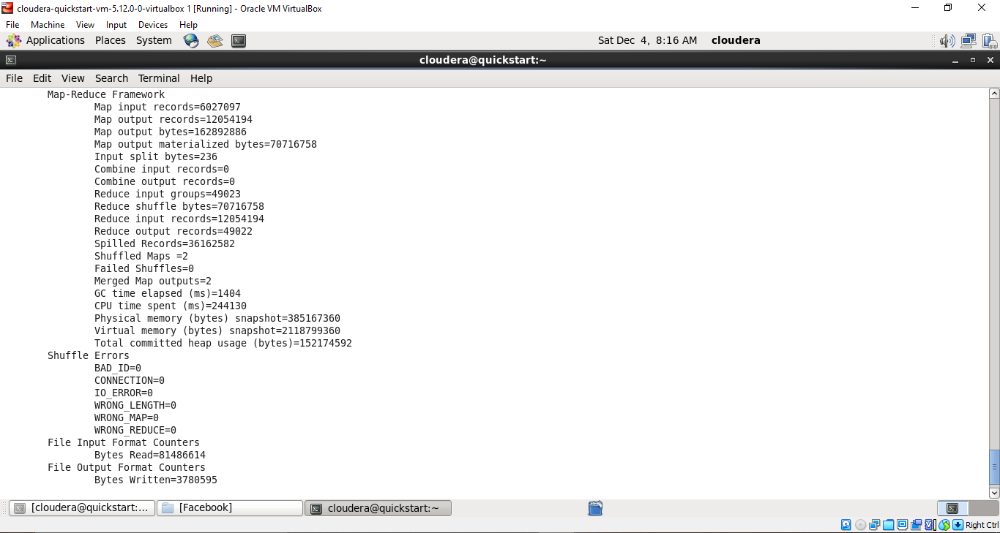 cloudera-quickstart-vm-5.12.0-0-virtualbox 1 [Running] - Oracle VM VirtualBox
File Machine View Input Devices Help
Applications Places System Sat Dec 4, 8:16 AM cloudera
cloudera@quickstart:~
File Edit View Search Terminal Help
Map-Reduce Framework
Map input records=6027097
Map output records=12054194
Map output bytes=162892886
Map output materialized bytes=70716758
Input split bytes=236
Combine input records=0
Combine output records=0
Reduce input groups=49023
Reduce shuffle bytes=70716758
Reduce input records=12054194
Reduce output records=49022
Spilled Records=36162582
Shuffled Maps =2
Failed Shuffles=0
Merged Map outputs=2
GC time elapsed (ms)=1404
CPU time spent (ms)=244130
Physical memory (bytes) snapshot=385167360
Virtual memory (bytes) snapshot=2118799360
Total committed heap usage (bytes)=152174592
Shuffle Errors
BAD_ID=0
CONNECTION=0
IO_ERROR=0
WRONG_LENGTH=0
WRONG_MAP=0
WRONG_REDUCE=0
File Input Format Counters
Bytes Read=81486614
File Output Format Counters
Bytes Written=3780595
[cloudera@quickstart:... [Facebook] cloudera@quickstart:~
Right Ctrl